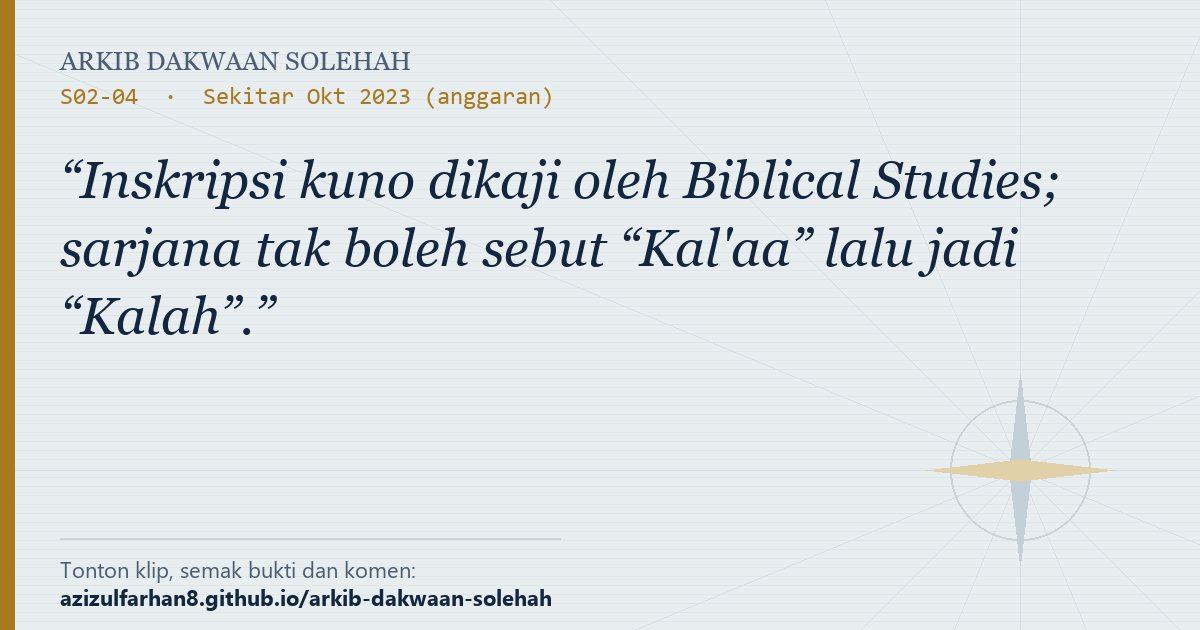 ARKIB DAKWAAN SOLEHAH
S02-04 · Sekitar Okt 2023 (anggaran)
“Inskripsi kuno dikaji oleh Biblical Studies;
sarjana tak boleh sebut “Kal'aa” lalu jadi
“Kalah”.”
Tonton klip, semak bukti dan komen:
azizulfarhan8.github.io/arkib-dakwaan-solehah